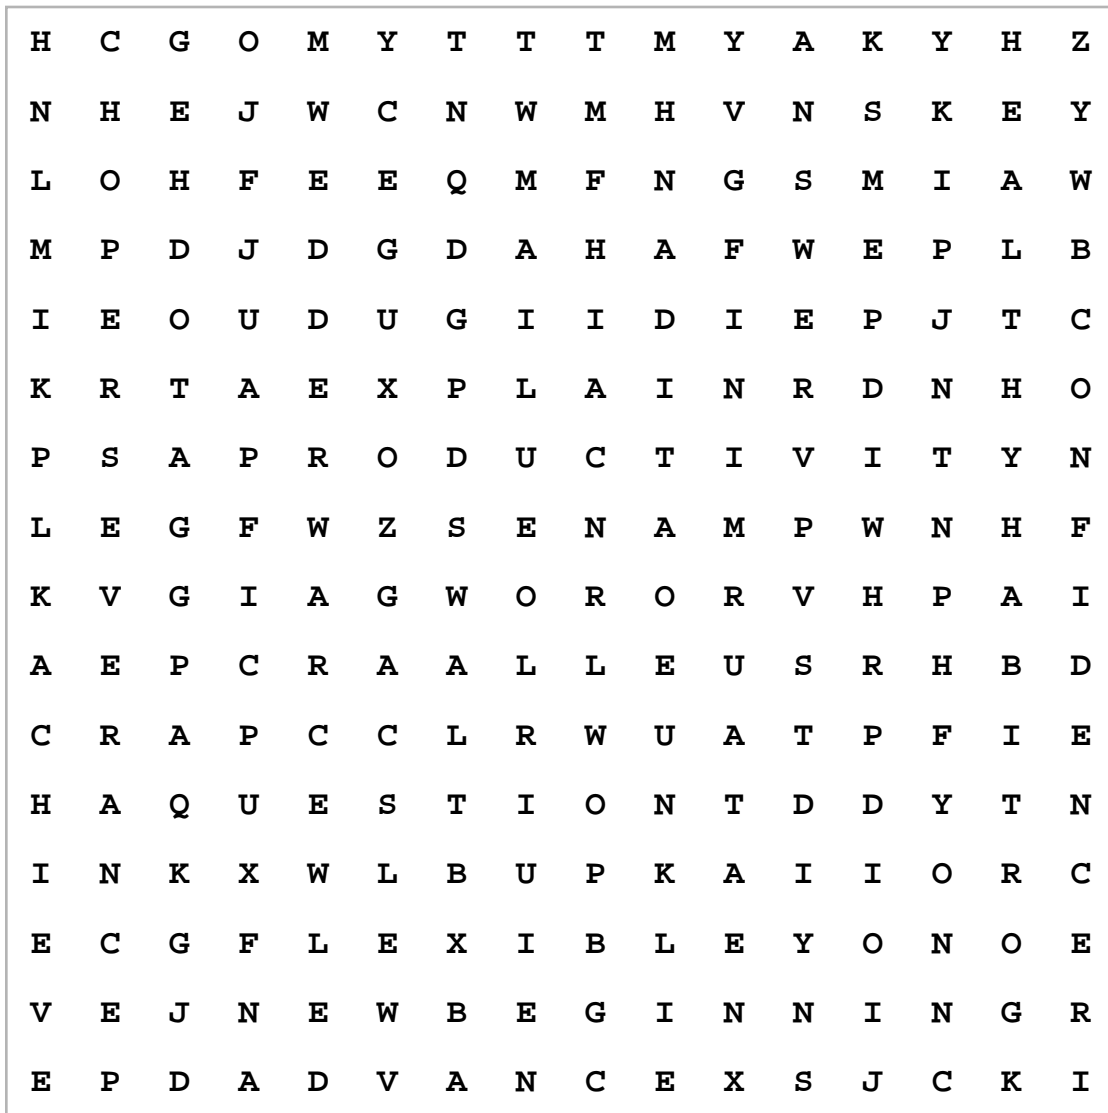 H C G O M Y T T T M Y A K Y H Z
N H E J W C N W M H V N S K E Y
L O H F E E Q M F N G S M I A W
M P D J D G D A H A F W E P L B
I E O U D U G I I D I E P J T C
K R T A E X P L A I N R D N H O
P S A P R O D U C T I V I T Y N
L E G F W Z S E N A M P W N H F
K V G I A G W O R O R V H P A I
A E P C R A A L L E U S R H B D
C R A P C C L R W U A T P F I E
H A Q U E S T I O N T D D Y T N
I N K X W L B U P K A I I O R C
E C G F L E X I B L E Y O N O E
V E J N E W B E G I N N I N G R
E P D A D V A N C E X S J C K I